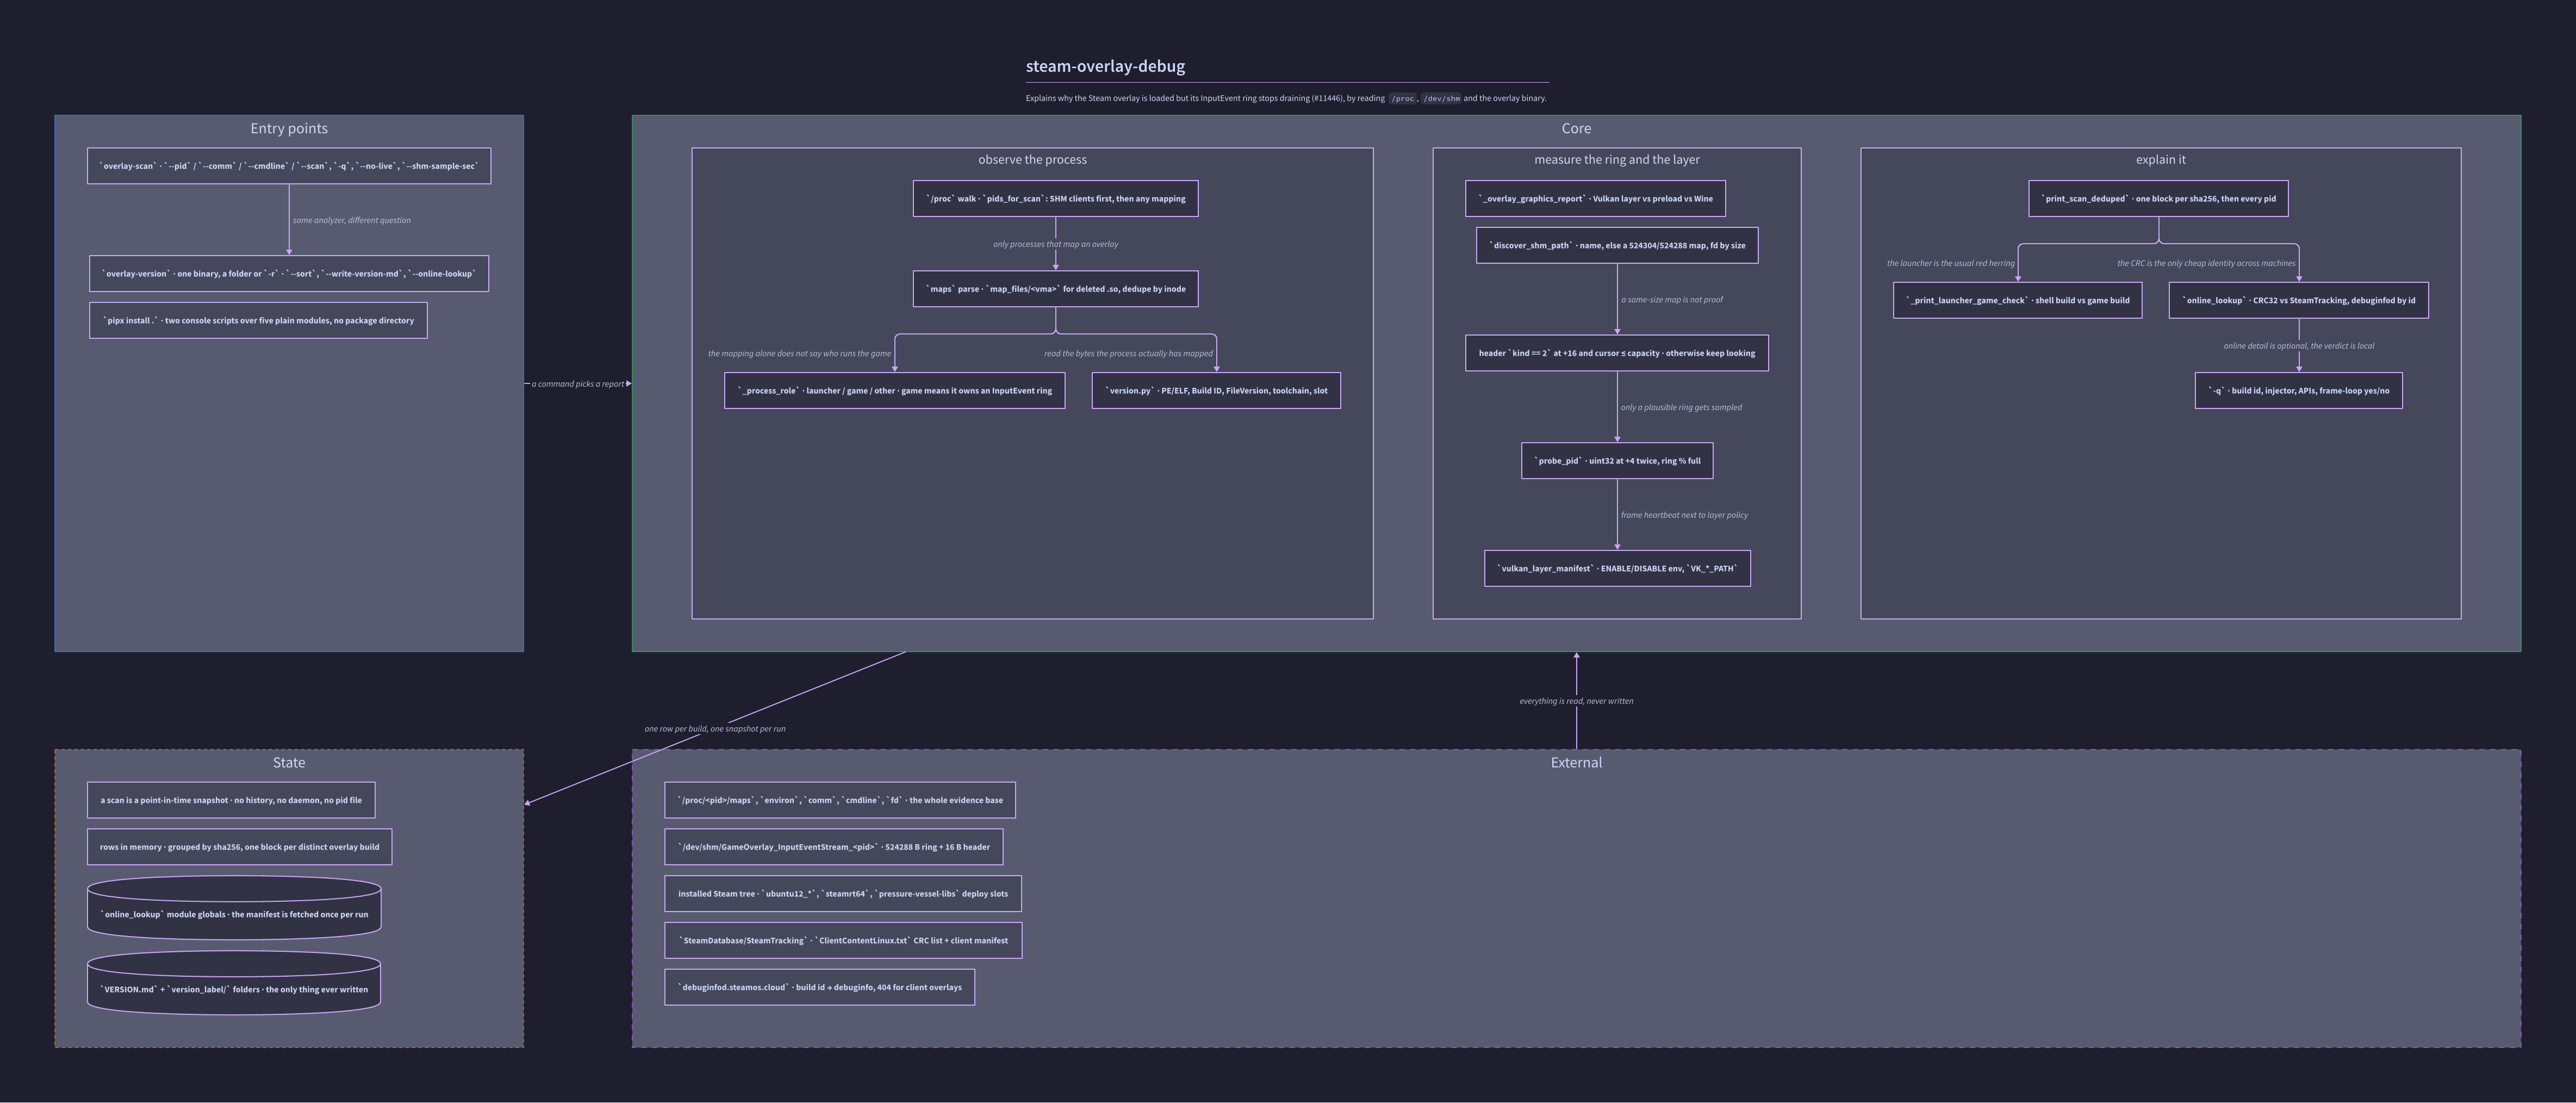 steam-overlay-debug
Explains why the Steam overlay is loaded but its InputEvent ring stops draining (#11446), by reading /proc, /dev/shm and the overlay binary.
Entry points
`overlay-scan` · `--pid` / `--comm` / `--cmdline` / `--scan`, `-q`, `--no-live`, `--shm-sample-sec`
same analyzer, different question
`overlay-version` · one binary, a folder or `-r` · `--sort`, `--write-version-md`, `--online-lookup`
`pipx install .` · two console scripts over five plain modules, no package directory
a command picks a report
Core
observe the process
`/proc` walk · `pids_for_scan`: SHM clients first, then any mapping
only processes that map an overlay
`maps` parse · `map_files/<vma>` for deleted .so, dedupe by inode
the mapping alone does not say who runs the game
read the bytes the process actually has mapped
`_process_role` · launcher / game / other · game means it owns an InputEvent ring
`version.py` · PE/ELF, Build ID, FileVersion, toolchain, slot
measure the ring and the layer
`_overlay_graphics_report` · Vulkan layer vs preload vs Wine
`discover_shm_path` · name, else a 524304/524288 map, fd by size
a same-size map is not proof
header `kind == 2` at +16 and cursor ≤ capacity · otherwise keep looking
only a plausible ring gets sampled
`probe_pid` · uint32 at +4 twice, ring % full
frame heartbeat next to layer policy
`vulkan_layer_manifest` · ENABLE/DISABLE env, `VK_*_PATH`
explain it
`print_scan_deduped` · one block per sha256, then every pid
the launcher is the usual red herring
the CRC is the only cheap identity across machines
`_print_launcher_game_check` · shell build vs game build
`online_lookup` · CRC32 vs SteamTracking, debuginfod by id
online detail is optional, the verdict is local
`-q` · build id, injector, APIs, frame-loop yes/no
one row per build, one snapshot per run
everything is read, never written
State
a scan is a point-in-time snapshot · no history, no daemon, no pid file
rows in memory · grouped by sha256, one block per distinct overlay build
`online_lookup` module globals · the manifest is fetched once per run
`VERSION.md` + `version_label/` folders · the only thing ever written
External
`/proc/<pid>/maps`, `environ`, `comm`, `cmdline`, `fd` · the whole evidence base
`/dev/shm/GameOverlay_InputEventStream_<pid>` · 524288 B ring + 16 B header
installed Steam tree · `ubuntu12_*`, `steamrt64`, `pressure-vessel-libs` deploy slots
`SteamDatabase/SteamTracking` · `ClientContentLinux.txt` CRC list + client manifest
`debuginfod.steamos.cloud` · build id → debuginfo, 404 for client overlays